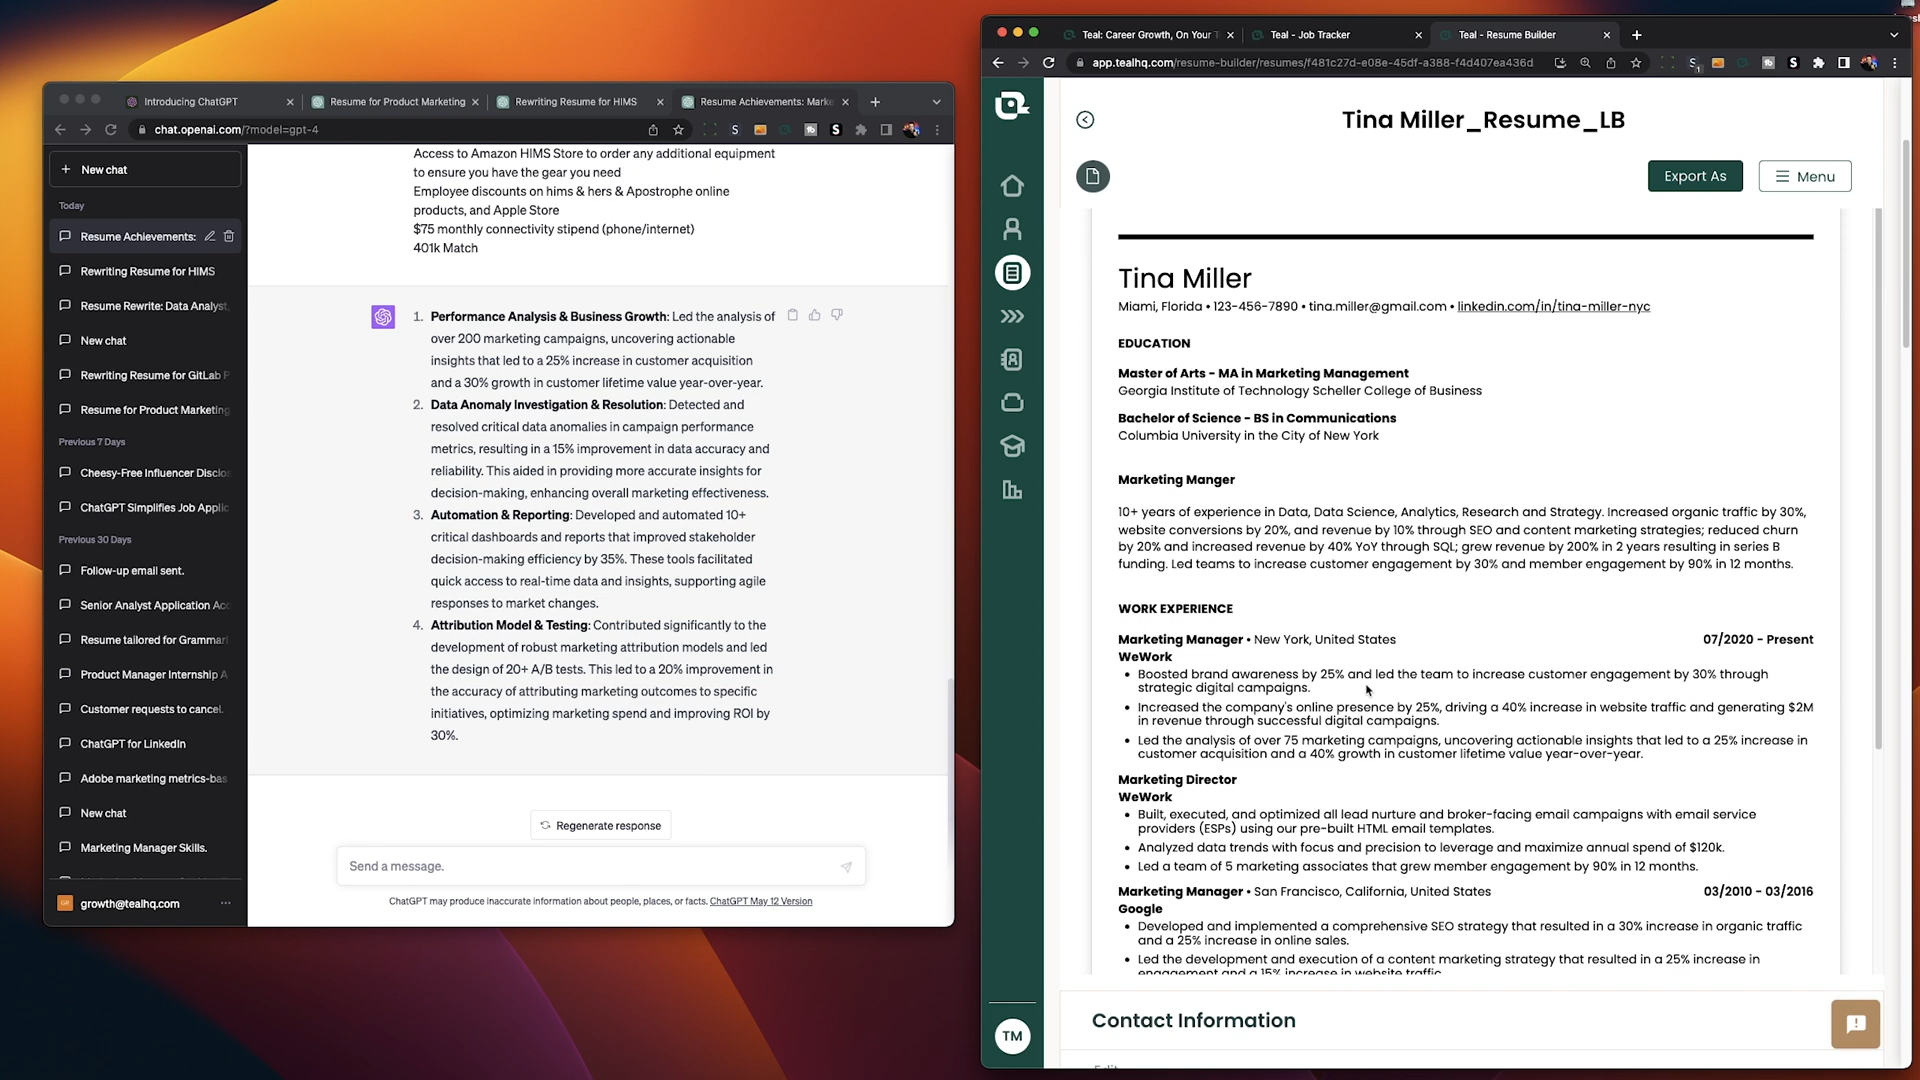 Introducing ChatGPT
Resume for Product Marketing
Rewriting Resume for HIMS
Resume Achievements: Marke
chat.openai.com/?model=gpt-4
New chat
Today
Resume Achievements:
Rewriting Resume for HIMS
Resume Rewrite: Data Analyst,
New chat
Rewriting Resume for GitLab P
Resume for Product Marketing
Previous 7 Days
Cheesy-Free Influencer Disclo
ChatGPT Simplifies Job Applic
Previous 30 Days
Follow-up email sent.
Senior Analyst Application Acc
Resume tailored for Grammar
Product Manager Internship A
Customer requests to cancel.
ChatGPT for LinkedIn
Adobe marketing metrics-bas
New chat
Marketing Manager Skills.
GR growth@tealhq.com
Access to Amazon HIMS Store to order any additional equipment
to ensure you have the gear you need
Employee discounts on hims & hers & Apostrophe online
products, and Apple Store
$75 monthly connectivity stipend (phone/internet)
401k Match
1. Performance Analysis & Business Growth: Led the analysis of
over 200 marketing campaigns, uncovering actionable
insights that led to a 25% increase in customer acquisition
and a 30% growth in customer lifetime value year-over-year.
2. Data Anomaly Investigation & Resolution: Detected and
resolved critical data anomalies in campaign performance
metrics, resulting in a 15% improvement in data accuracy and
reliability. This aided in providing more accurate insights for
decision-making, enhancing overall marketing effectiveness.
3. Automation & Reporting: Developed and automated 10+
critical dashboards and reports that improved stakeholder
decision-making efficiency by 35%. These tools facilitated
quick access to real-time data and insights, supporting agile
responses to market changes.
4. Attribution Model & Testing: Contributed significantly to the
development of robust marketing attribution models and led
the design of 20+ A/B tests. This led to a 20% improvement in
the accuracy of attributing marketing outcomes to specific
initiatives, optimizing marketing spend and improving ROI by
30%.
Regenerate response
Send a message.
ChatGPT may produce inaccurate information about people, places, or facts. ChatGPT May 12 Version
Teal: Career Growth, On Your T
Teal - Job Tracker
Teal - Resume Builder
app.tealhq.com/resume-builder/resumes/f481c27d-e08e-45df-a388-f4d407ea436d
Tina Miller_Resume_LB
Export As
Menu
Tina Miller
Miami, Florida • 123-456-7890 • tina.miller@gmail.com • linkedin.com/in/tina-miller-nyc
EDUCATION
Master of Arts - MA in Marketing Management
Georgia Institute of Technology Scheller College of Business
Bachelor of Science - BS in Communications
Columbia University in the City of New York
Marketing Manger
10+ years of experience in Data, Data Science, Analytics, Research and Strategy. Increased organic traffic by 30%,
website conversions by 20%, and revenue by 10% through SEO and content marketing strategies; reduced churn
by 20% and increased revenue by 40% YoY through SQL; grew revenue by 200% in 2 years resulting in series B
funding. Led teams to increase customer engagement by 30% and member engagement by 90% in 12 months.
WORK EXPERIENCE
Marketing Manager • New York, United States 07/2020 - Present
WeWork
• Boosted brand awareness by 25% and led the team to increase customer engagement by 30% through
strategic digital campaigns.
• Increased the company's online presence by 25%, driving a 40% increase in website traffic and generating $2M
in revenue through successful digital campaigns.
• Led the analysis of over 75 marketing campaigns, uncovering actionable insights that led to a 25% increase in
customer acquisition and a 40% growth in customer lifetime value year-over-year.
Marketing Director
WeWork
• Built, executed, and optimized all lead nurture and broker-facing email campaigns with email service
providers (ESPs) using our pre-built HTML email templates.
• Analyzed data trends with focus and precision to leverage and maximize annual spend of $120k.
• Led a team of 5 marketing associates that grew member engagement by 90% in 12 months.
Marketing Manager • San Francisco, California, United States 03/2010 - 03/2016
Google
• Developed and implemented a comprehensive SEO strategy that resulted in a 30% increase in organic traffic
and a 25% increase in online sales.
• Led the development and execution of a content marketing strategy that resulted in a 25% increase in
engagement and a 15% increase in website traffic
Contact Information
TM